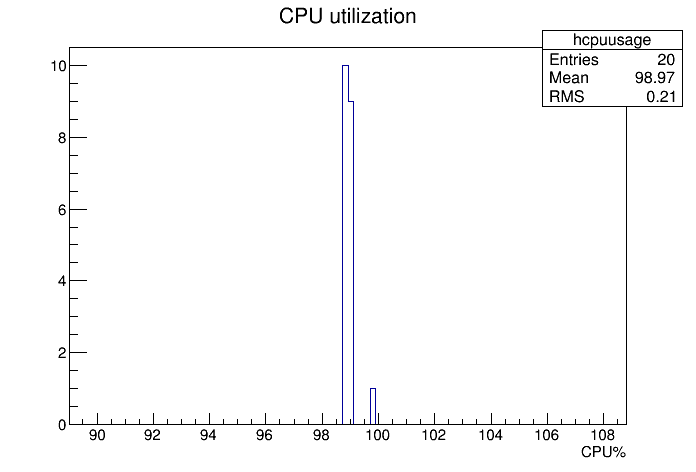 CPU utilization
hcpuusage
Entries 20
Mean 98.97
RMS 0.21
10
8
6
4
2
0
90 92 94 96 98 100 102 104 106 108
CPU%